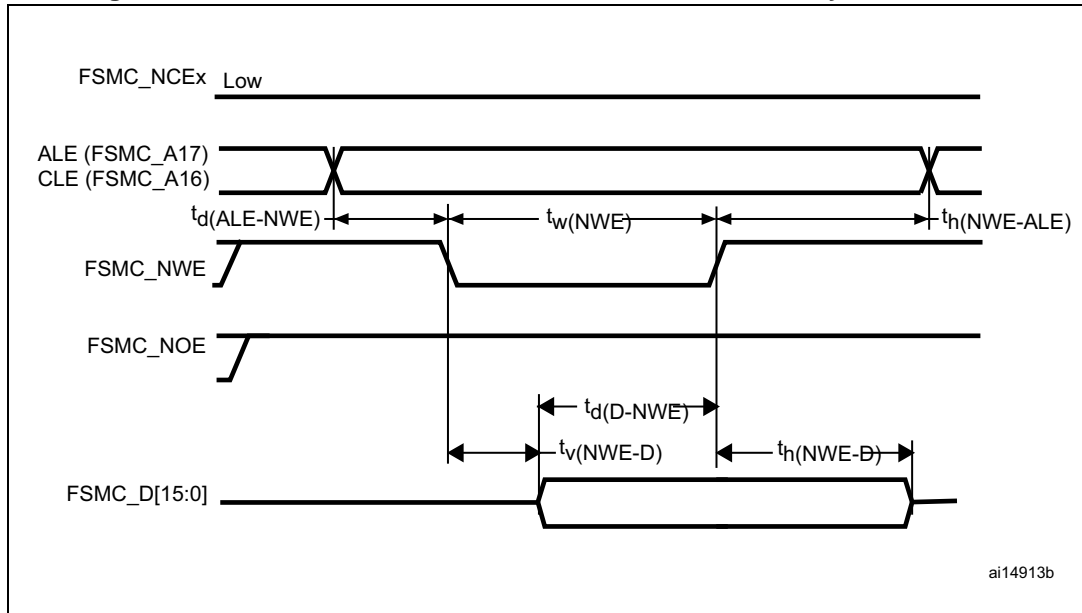 FSMC_NCEx Low
ALE (FSMC_A17)
CLE (FSMC_A16)
td(ALE-NWE) tw(NWE) th(NWE-ALE)
FSMC_NWE
FSMC_NOE
td(D-NWE)
tv(NWE-D) th(NWE-D)
FSMC_D[15:0]
ai14913b